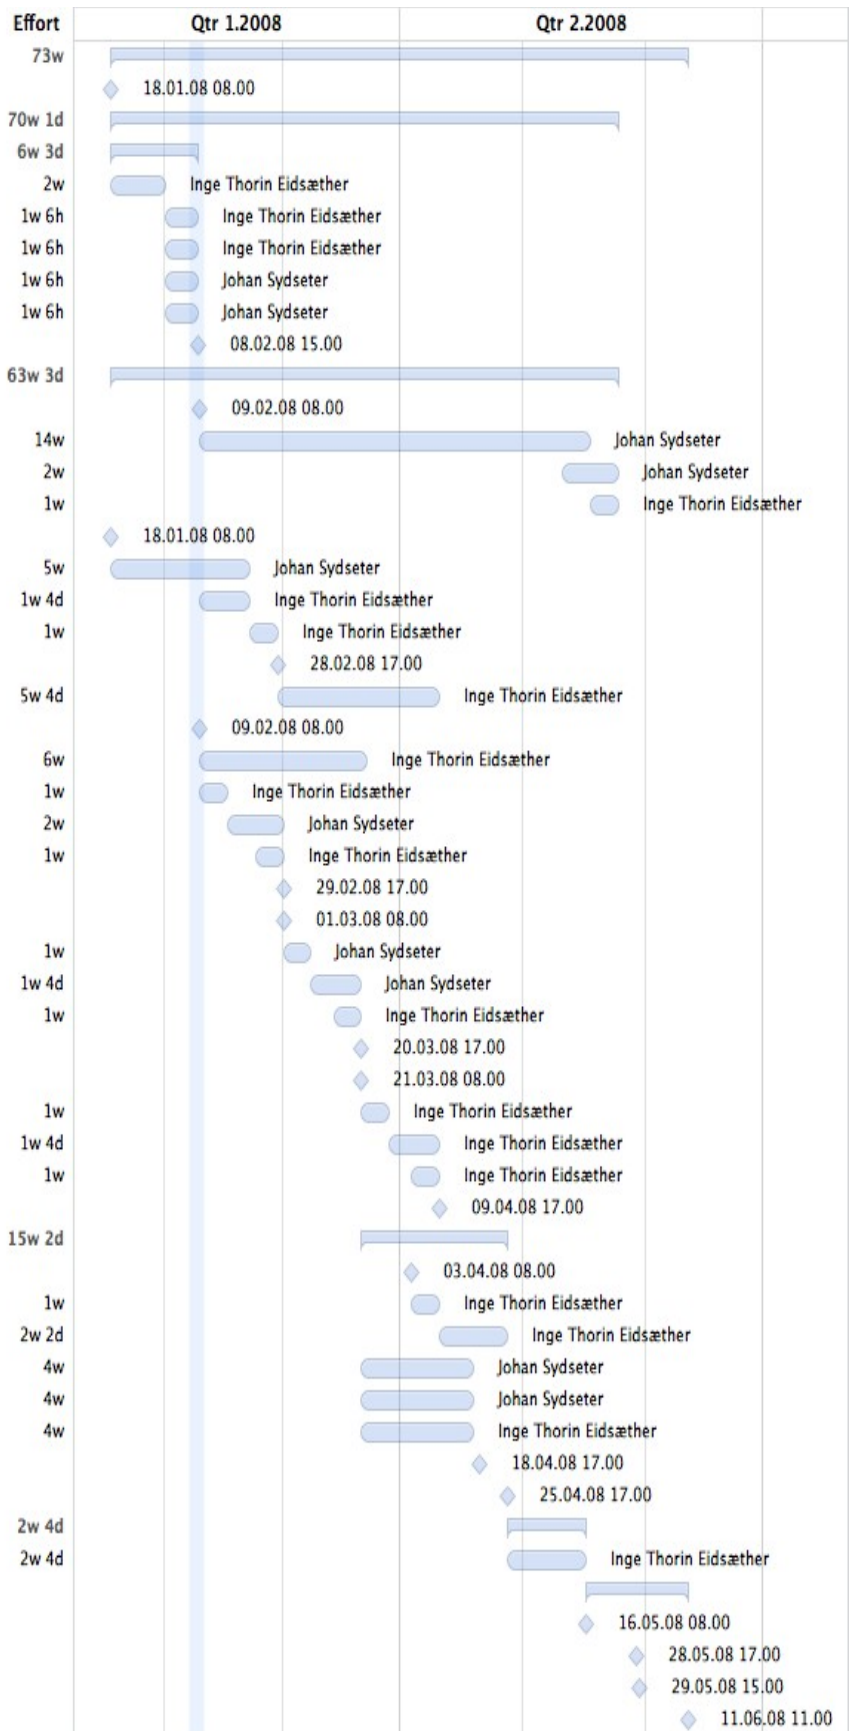 Effort Qtr 1.2008 Qtr 2.2008
73w
18.01.08 08.00
70w 1d
6w 3d
2w Inge Thorin Eidsæther
1w 6h Inge Thorin Eidsæther
1w 6h Inge Thorin Eidsæther
1w 6h Johan Sydseter
1w 6h Johan Sydseter
08.02.08 15.00
63w 3d
09.02.08 08.00
14w Johan Sydseter
2w Johan Sydseter
1w Inge Thorin Eidsæther
18.01.08 08.00
5w Johan Sydseter
1w 4d Inge Thorin Eidsæther
1w Inge Thorin Eidsæther
28.02.08 17.00
5w 4d Inge Thorin Eidsæther
09.02.08 08.00
6w Inge Thorin Eidsæther
1w Inge Thorin Eidsæther
2w Johan Sydseter
1w Inge Thorin Eidsæther
29.02.08 17.00
01.03.08 08.00
1w Johan Sydseter
1w 4d Johan Sydseter
1w Inge Thorin Eidsæther
20.03.08 17.00
21.03.08 08.00
1w Inge Thorin Eidsæther
1w 4d Inge Thorin Eidsæther
1w Inge Thorin Eidsæther
09.04.08 17.00
15w 2d
03.04.08 08.00
1w Inge Thorin Eidsæther
2w 2d Inge Thorin Eidsæther
4w Johan Sydseter
4w Johan Sydseter
4w Inge Thorin Eidsæther
18.04.08 17.00
25.04.08 17.00
2w 4d
2w 4d Inge Thorin Eidsæther
16.05.08 08.00
28.05.08 17.00
29.05.08 15.00
11.06.08 11.00